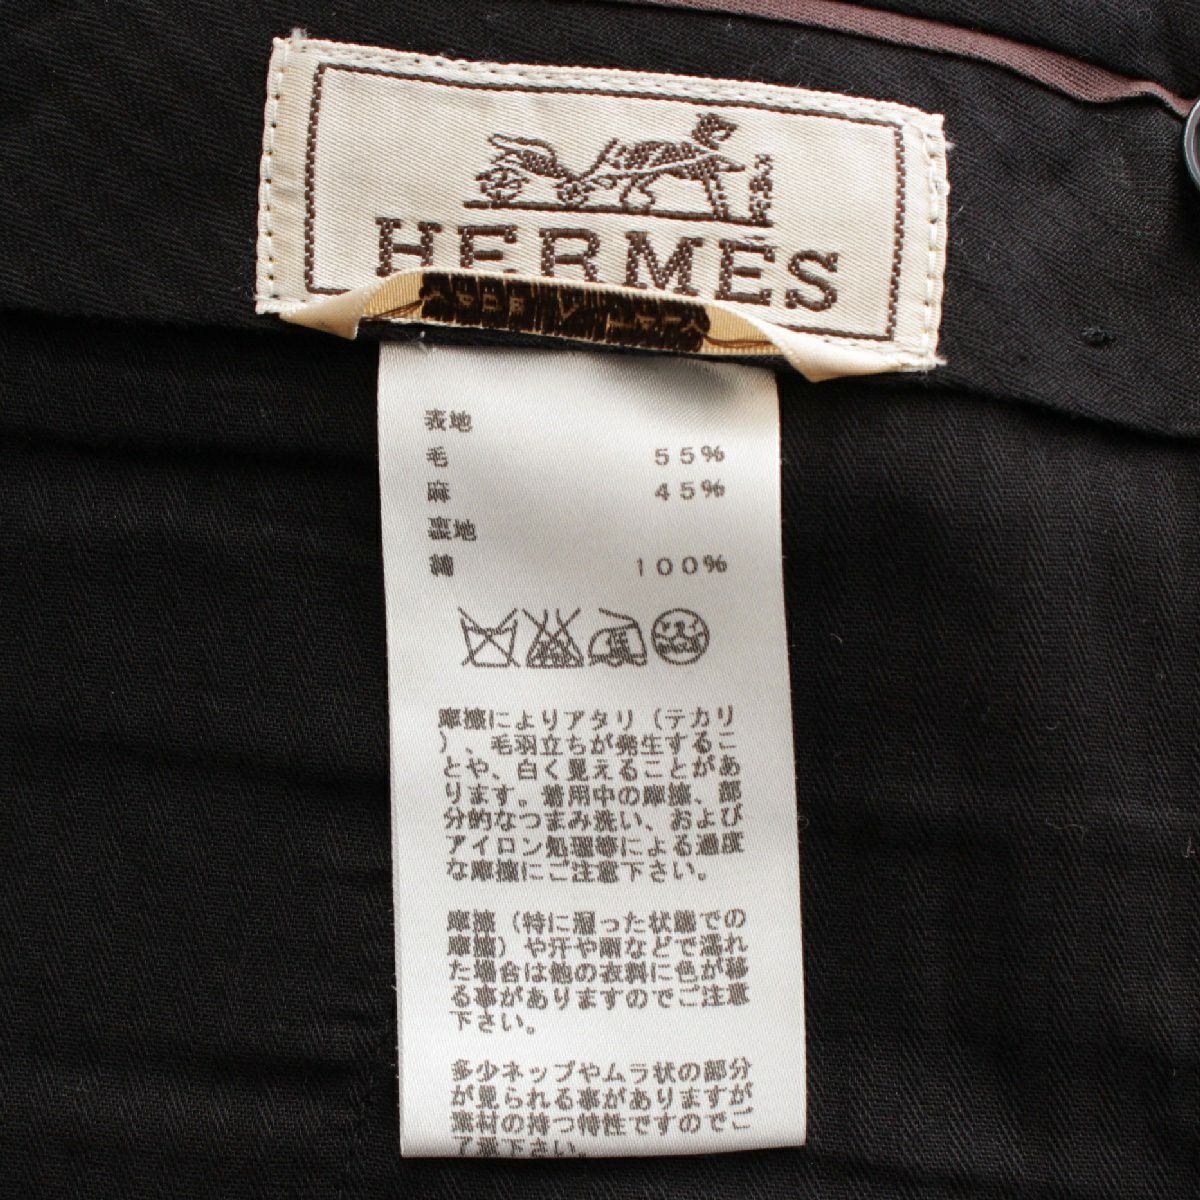 HERMÈS
表地
毛 55%
麻 45%
裏地
綿 100%
摩擦によりアタリ（テカリ
）、毛羽立ちが発生するこ
とや、白く見えることがあ
ります。着用中の摩擦、部
分的なつまみ洗い、および
アイロン処理等による過度
な摩擦にご注意下さい。
摩擦（特に湿った状態での
摩擦）や汗や雨などで濡れ
た場合は他の衣料に色が移
る事がありますのでご注意
下さい。
多少ネップやムラ状の部分
が見られる事がありますが
素材の持つ特性ですのでご
了承下さい。